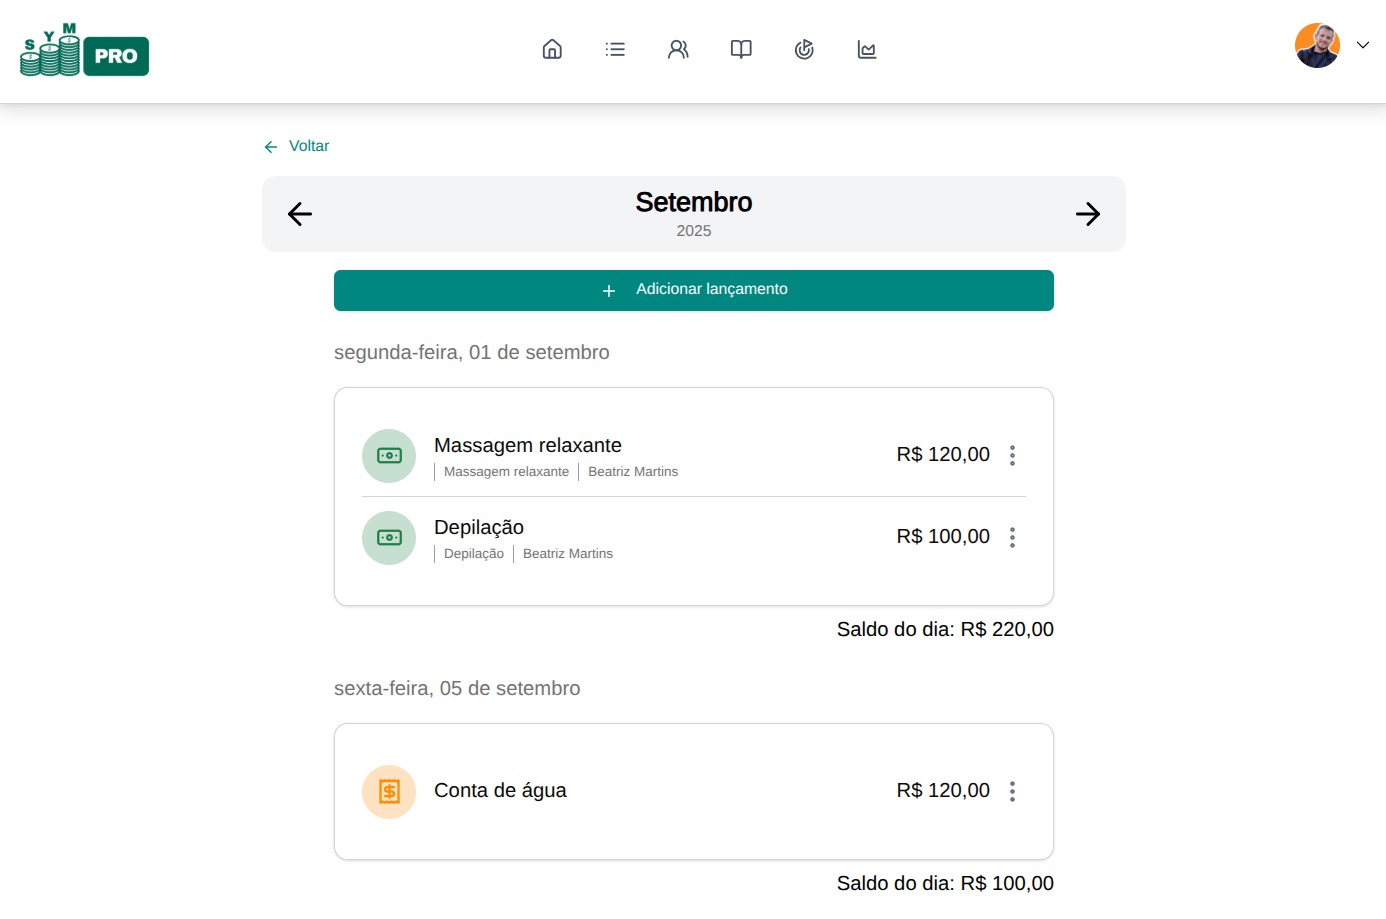 S Y M
PRO
Voltar
Setembro
2025
Adicionar lançamento
segunda-feira, 01 de setembro
Massagem relaxante
Massagem relaxante Beatriz Martins
R$ 120,00
Depilação
Depilação Beatriz Martins
R$ 100,00
Saldo do dia: R$ 220,00
sexta-feira, 05 de setembro
Conta de água
R$ 120,00
Saldo do dia: R$ 100,00